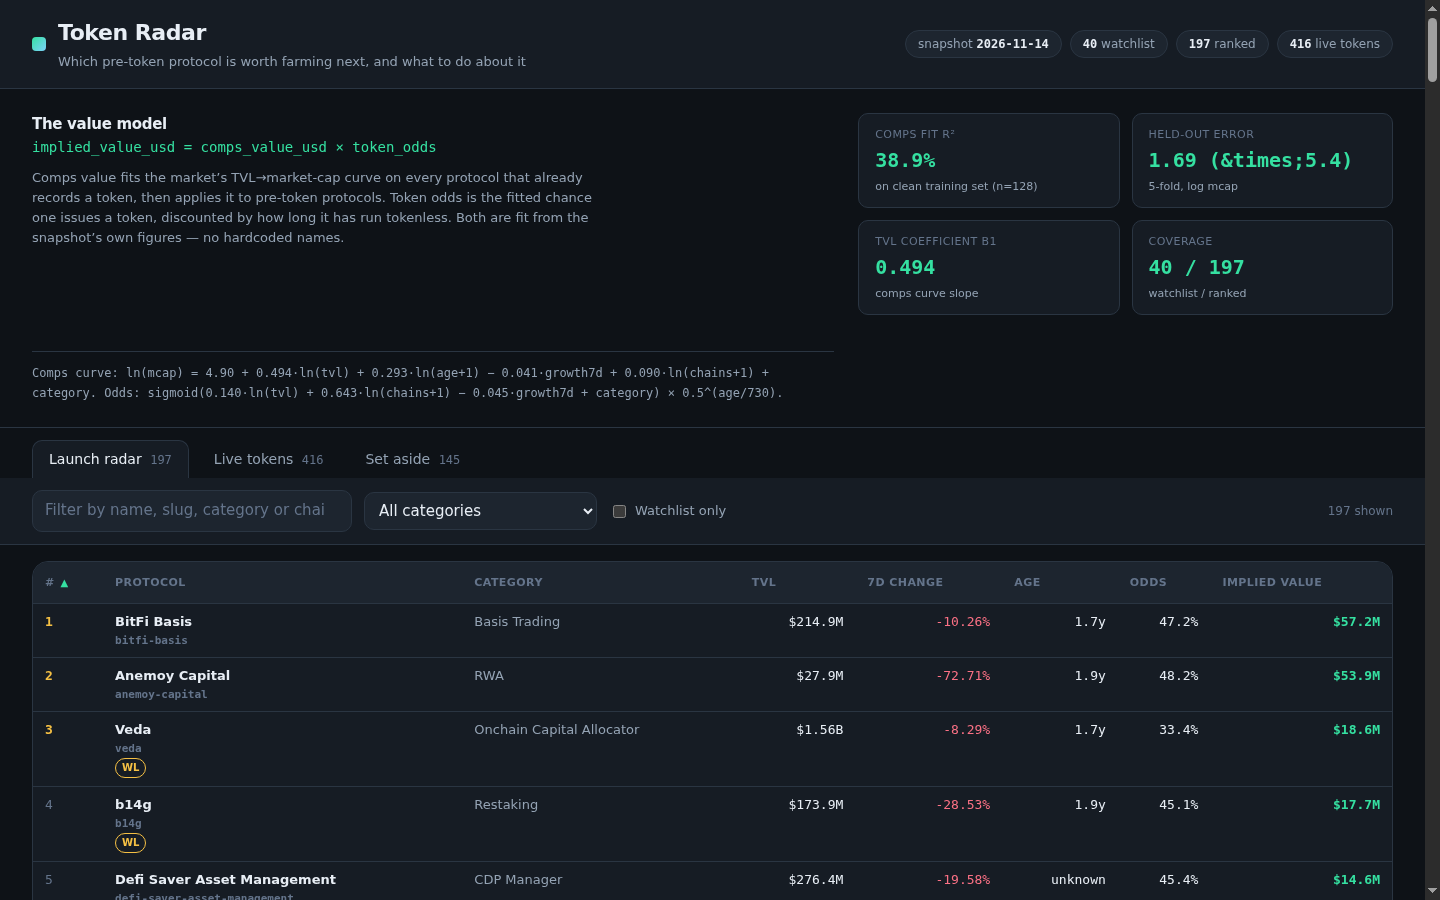 Token Radar
Which pre-token protocol is worth farming next, and what to do about it
snapshot 2026-11-14
40 watchlist
197 ranked
416 live tokens
The value model
implied_value_usd = comps_value_usd × token_odds
Comps value fits the market’s TVL→market-cap curve on every protocol that already
records a token, then applies it to pre-token protocols. Token odds is the fitted chance
one issues a token, discounted by how long it has run tokenless. Both are fit from the
snapshot’s own figures — no hardcoded names.
COMPS FIT R²
38.9%
on clean training set (n=128)
HELD-OUT ERROR
1.69 (&times;5.4)
5-fold, log mcap
TVL COEFFICIENT B1
0.494
comps curve slope
COVERAGE
40 / 197
watchlist / ranked
Comps curve: ln(mcap) = 4.90 + 0.494·ln(tvl) + 0.293·ln(age+1) − 0.041·growth7d + 0.090·ln(chains+1) +
category. Odds: sigmoid(0.140·ln(tvl) + 0.643·ln(chains+1) − 0.045·growth7d + category) × 0.5^(age/730).
Launch radar 197
Live tokens 416
Set aside 145
Filter by name, slug, category or chai
All categories
Watchlist only
197 shown
# ▲ PROTOCOL CATEGORY TVL 7D CHANGE AGE ODDS IMPLIED VALUE
1 BitFi Basis Basis Trading $214.9M -10.26% 1.7y 47.2% $57.2M
bitfi-basis
2 Anemoy Capital RWA $27.9M -72.71% 1.9y 48.2% $53.9M
anemoy-capital
3 Veda Onchain Capital Allocator $1.56B -8.29% 1.7y 33.4% $18.6M
veda
WL
4 b14g Restaking $173.9M -28.53% 1.9y 45.1% $17.7M
b14g
WL
5 Defi Saver Asset Management CDP Manager $276.4M -19.58% unknown 45.4% $14.6M
defi-saver-asset-management